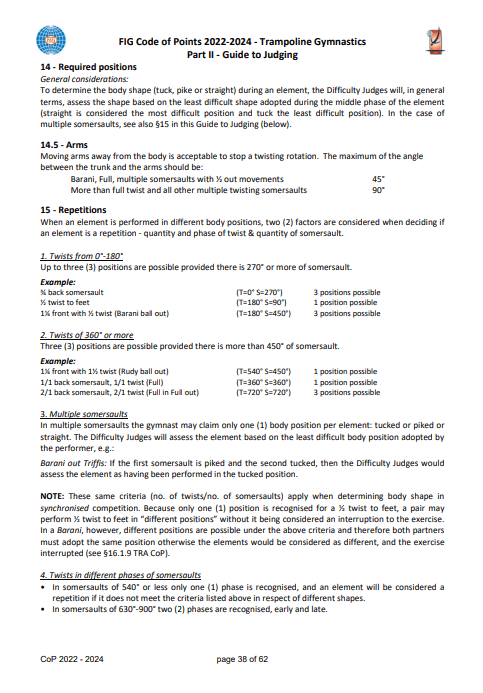 FIG Code of Points 2022-2024 - Trampoline Gymnastics
Part II - Guide to Judging
14 - Required positions
General considerations:
To determine the body shape (tuck, pike or straight) during an element, the Difficulty Judges will, in general
terms, assess the shape based on the least difficult shape adopted during the middle phase of the element
(straight is considered the most difficult position and tuck the least difficult position). In the case of
multiple somersaults, see also §15 in this Guide to Judging (below).
14.5 - Arms
Moving arms away from the body is acceptable to stop a twisting rotation. The maximum of the angle
between the trunk and the arms should be:
Barani, Full, multiple somersaults with ½ out movements 45°
More than full twist and all other multiple twisting somersaults 90°
15 - Repetitions
When an element is performed in different body positions, two (2) factors are considered when deciding if
an element is a repetition - quantity and phase of twist & quantity of somersault.
1. Twists from 0°-180°
Up to three (3) positions are possible provided there is 270° or more of somersault.
Example:
¾ back somersault (T=0° S=270°) 3 positions possible
½ twist to feet (T=180° S=90°) 1 position possible
1¼ front with ½ twist (Barani ball out) (T=180° S=450°) 3 positions possible
2. Twists of 360° or more
Three (3) positions are possible provided there is more than 450° of somersault.
Example:
1¼ front with 1½ twist (Rudy ball out) (T=540° S=450°) 1 position possible
1/1 back somersault, 1/1 twist (Full) (T=360° S=360°) 1 position possible
2/1 back somersault, 2/1 twist (Full in Full out) (T=720° S=720°) 3 positions possible
3. Multiple somersaults
In multiple somersaults the gymnast may claim only one (1) body position per element: tucked or piked or
straight. The Difficulty Judges will assess the element based on the least difficult body position adopted by
the performer, e.g.:
Barani out Triffis: If the first somersault is piked and the second tucked, then the Difficulty Judges would
assess the element as having been performed in the tucked position.
NOTE: These same criteria (no. of twists/no. of somersaults) apply when determining body shape in
synchronised competition. Because only one (1) position is recognised for a ½ twist to feet, a pair may
perform ½ twist to feet in "different positions" without it being considered an interruption to the exercise.
In a Barani, however, different positions are possible under the above criteria and therefore both partners
must adopt the same position otherwise the elements would be considered as different, and the exercise
interrupted (see §16.1.9 TRA CoP).
4. Twists in different phases of somersaults
• In somersaults of 540° or less only one (1) phase is recognised, and an element will be considered a
repetition if it does not meet the criteria listed above in respect of different shapes.
• In somersaults of 630°-900° two (2) phases are recognised, early and late.
CoP 2022 - 2024 page 38 of 62